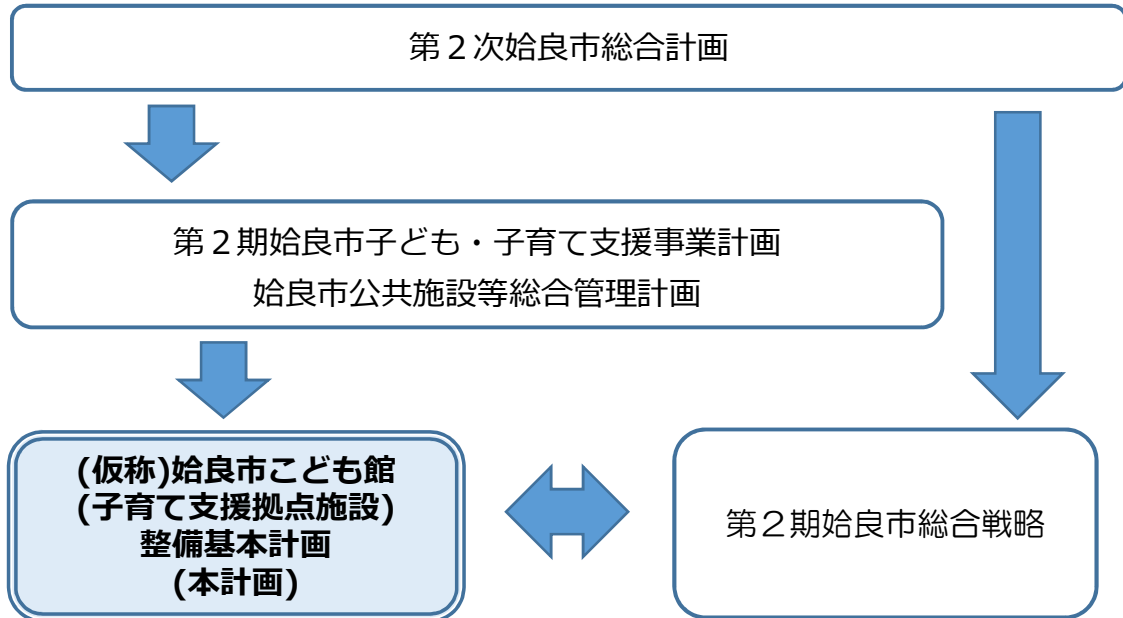 第２次姶良市総合計画
第２期姶良市子ども・子育て支援事業計画
姶良市公共施設等総合管理計画
(仮称)姶良市こども館
(子育て支援拠点施設)
整備基本計画
(本計画)
第２期姶良市総合戦略